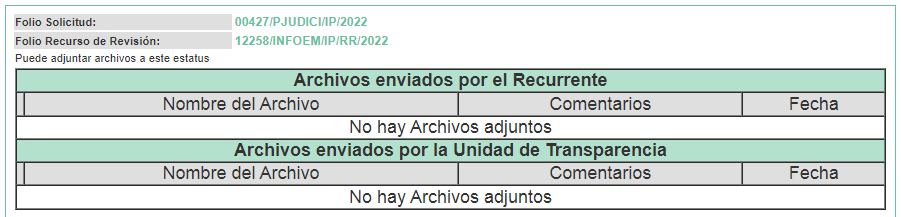 Folio Solicitud: 00427/PJUDICI/IP/2022
Folio Recurso de Revisión: 12258/INFOEM/IP/RR/2022
Puede adjuntar archivos a este estatus
Archivos enviados por el Recurrente
Nombre del Archivo Comentarios Fecha
No hay Archivos adjuntos
Archivos enviados por la Unidad de Transparencia
Nombre del Archivo Comentarios Fecha
No hay Archivos adjuntos